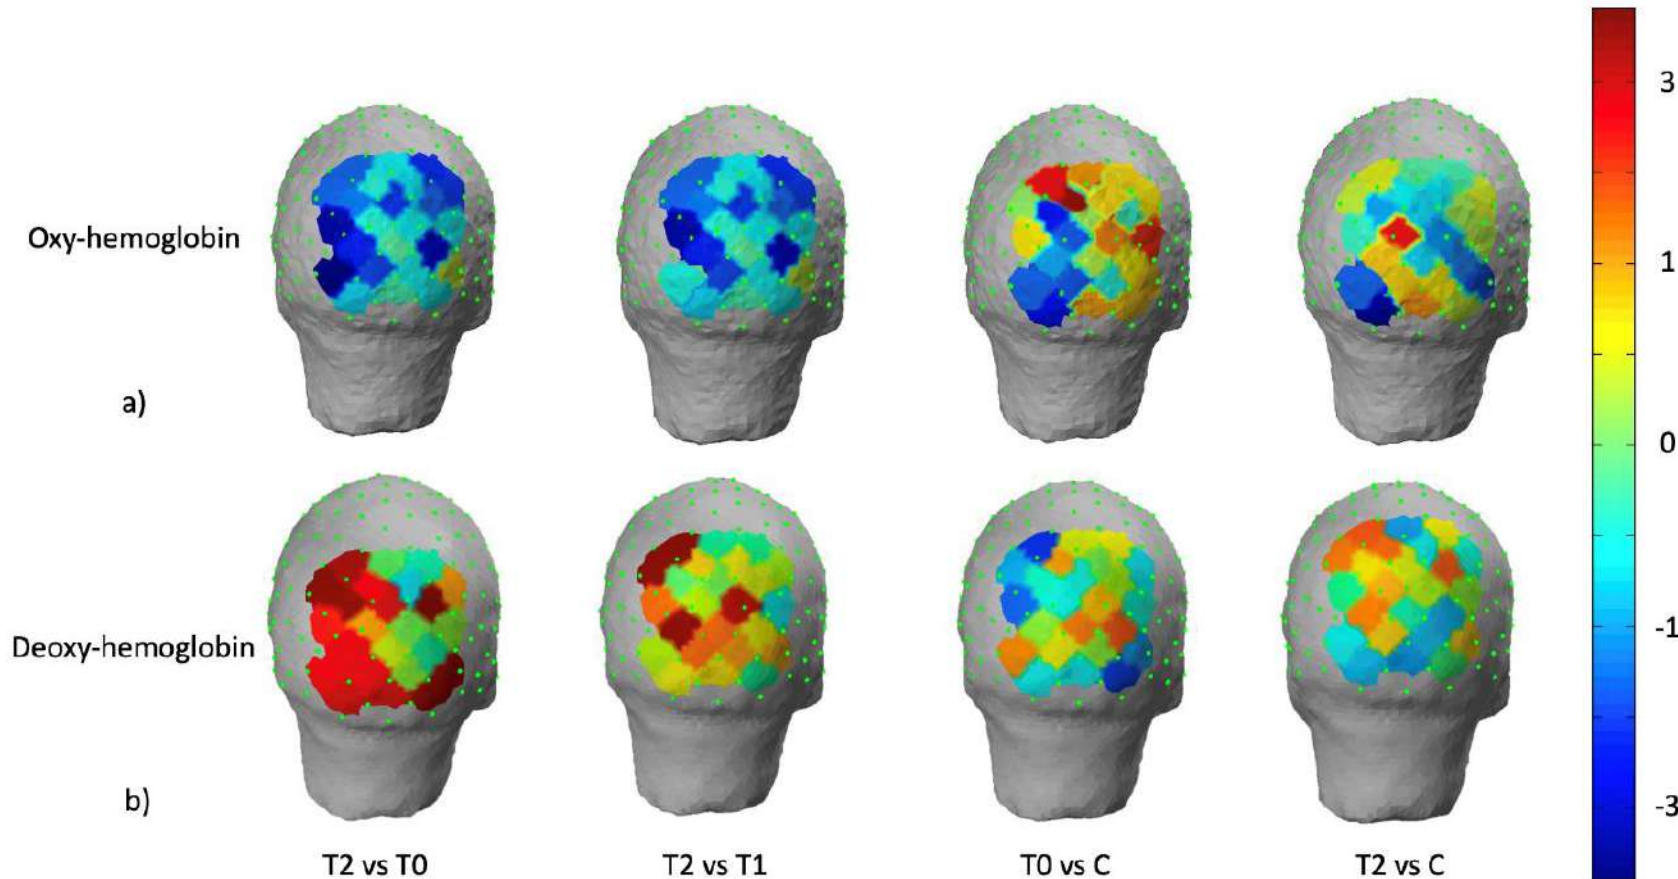 Oxy-hemoglobin
a)
Deoxy-hemoglobin
b)
T2 vs T0
T2 vs T1
T0 vs C
T2 vs C
3
1
0
-1
-3